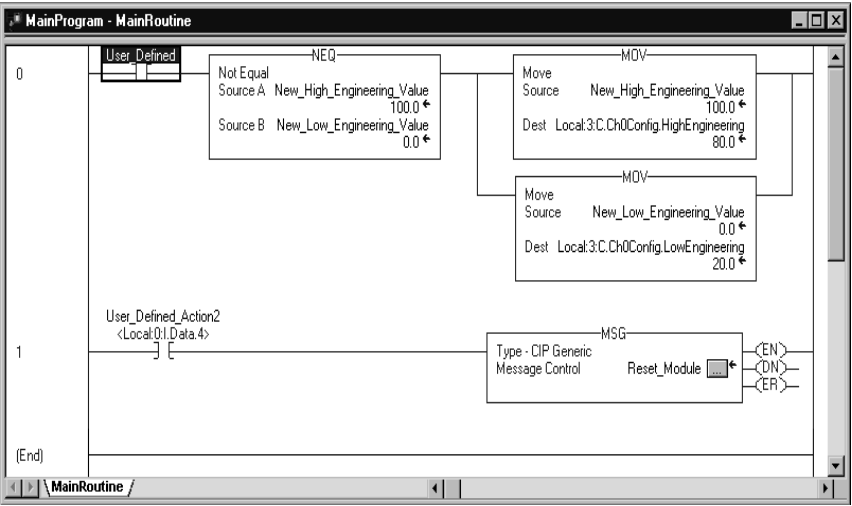 MainProgram - MainRoutine
0
User_Defined
NEQ
Not Equal
Source A New_High_Engineering_Value
100.0
Source B New_Low_Engineering_Value
0.0
MOV
Move
Source New_High_Engineering_Value
100.0
Dest Local:3:C.Ch0Config.HighEngineering
80.0
MOV
Move
Source New_Low_Engineering_Value
0.0
Dest Local:3:C.Ch0Config.LowEngineering
20.0
1
User_Defined_Action2
<Local:0:I.Data.4>
MSG
Type - CIP Generic
Message Control Reset_Module ...
EN
DN
ER
(End)
MainRoutine